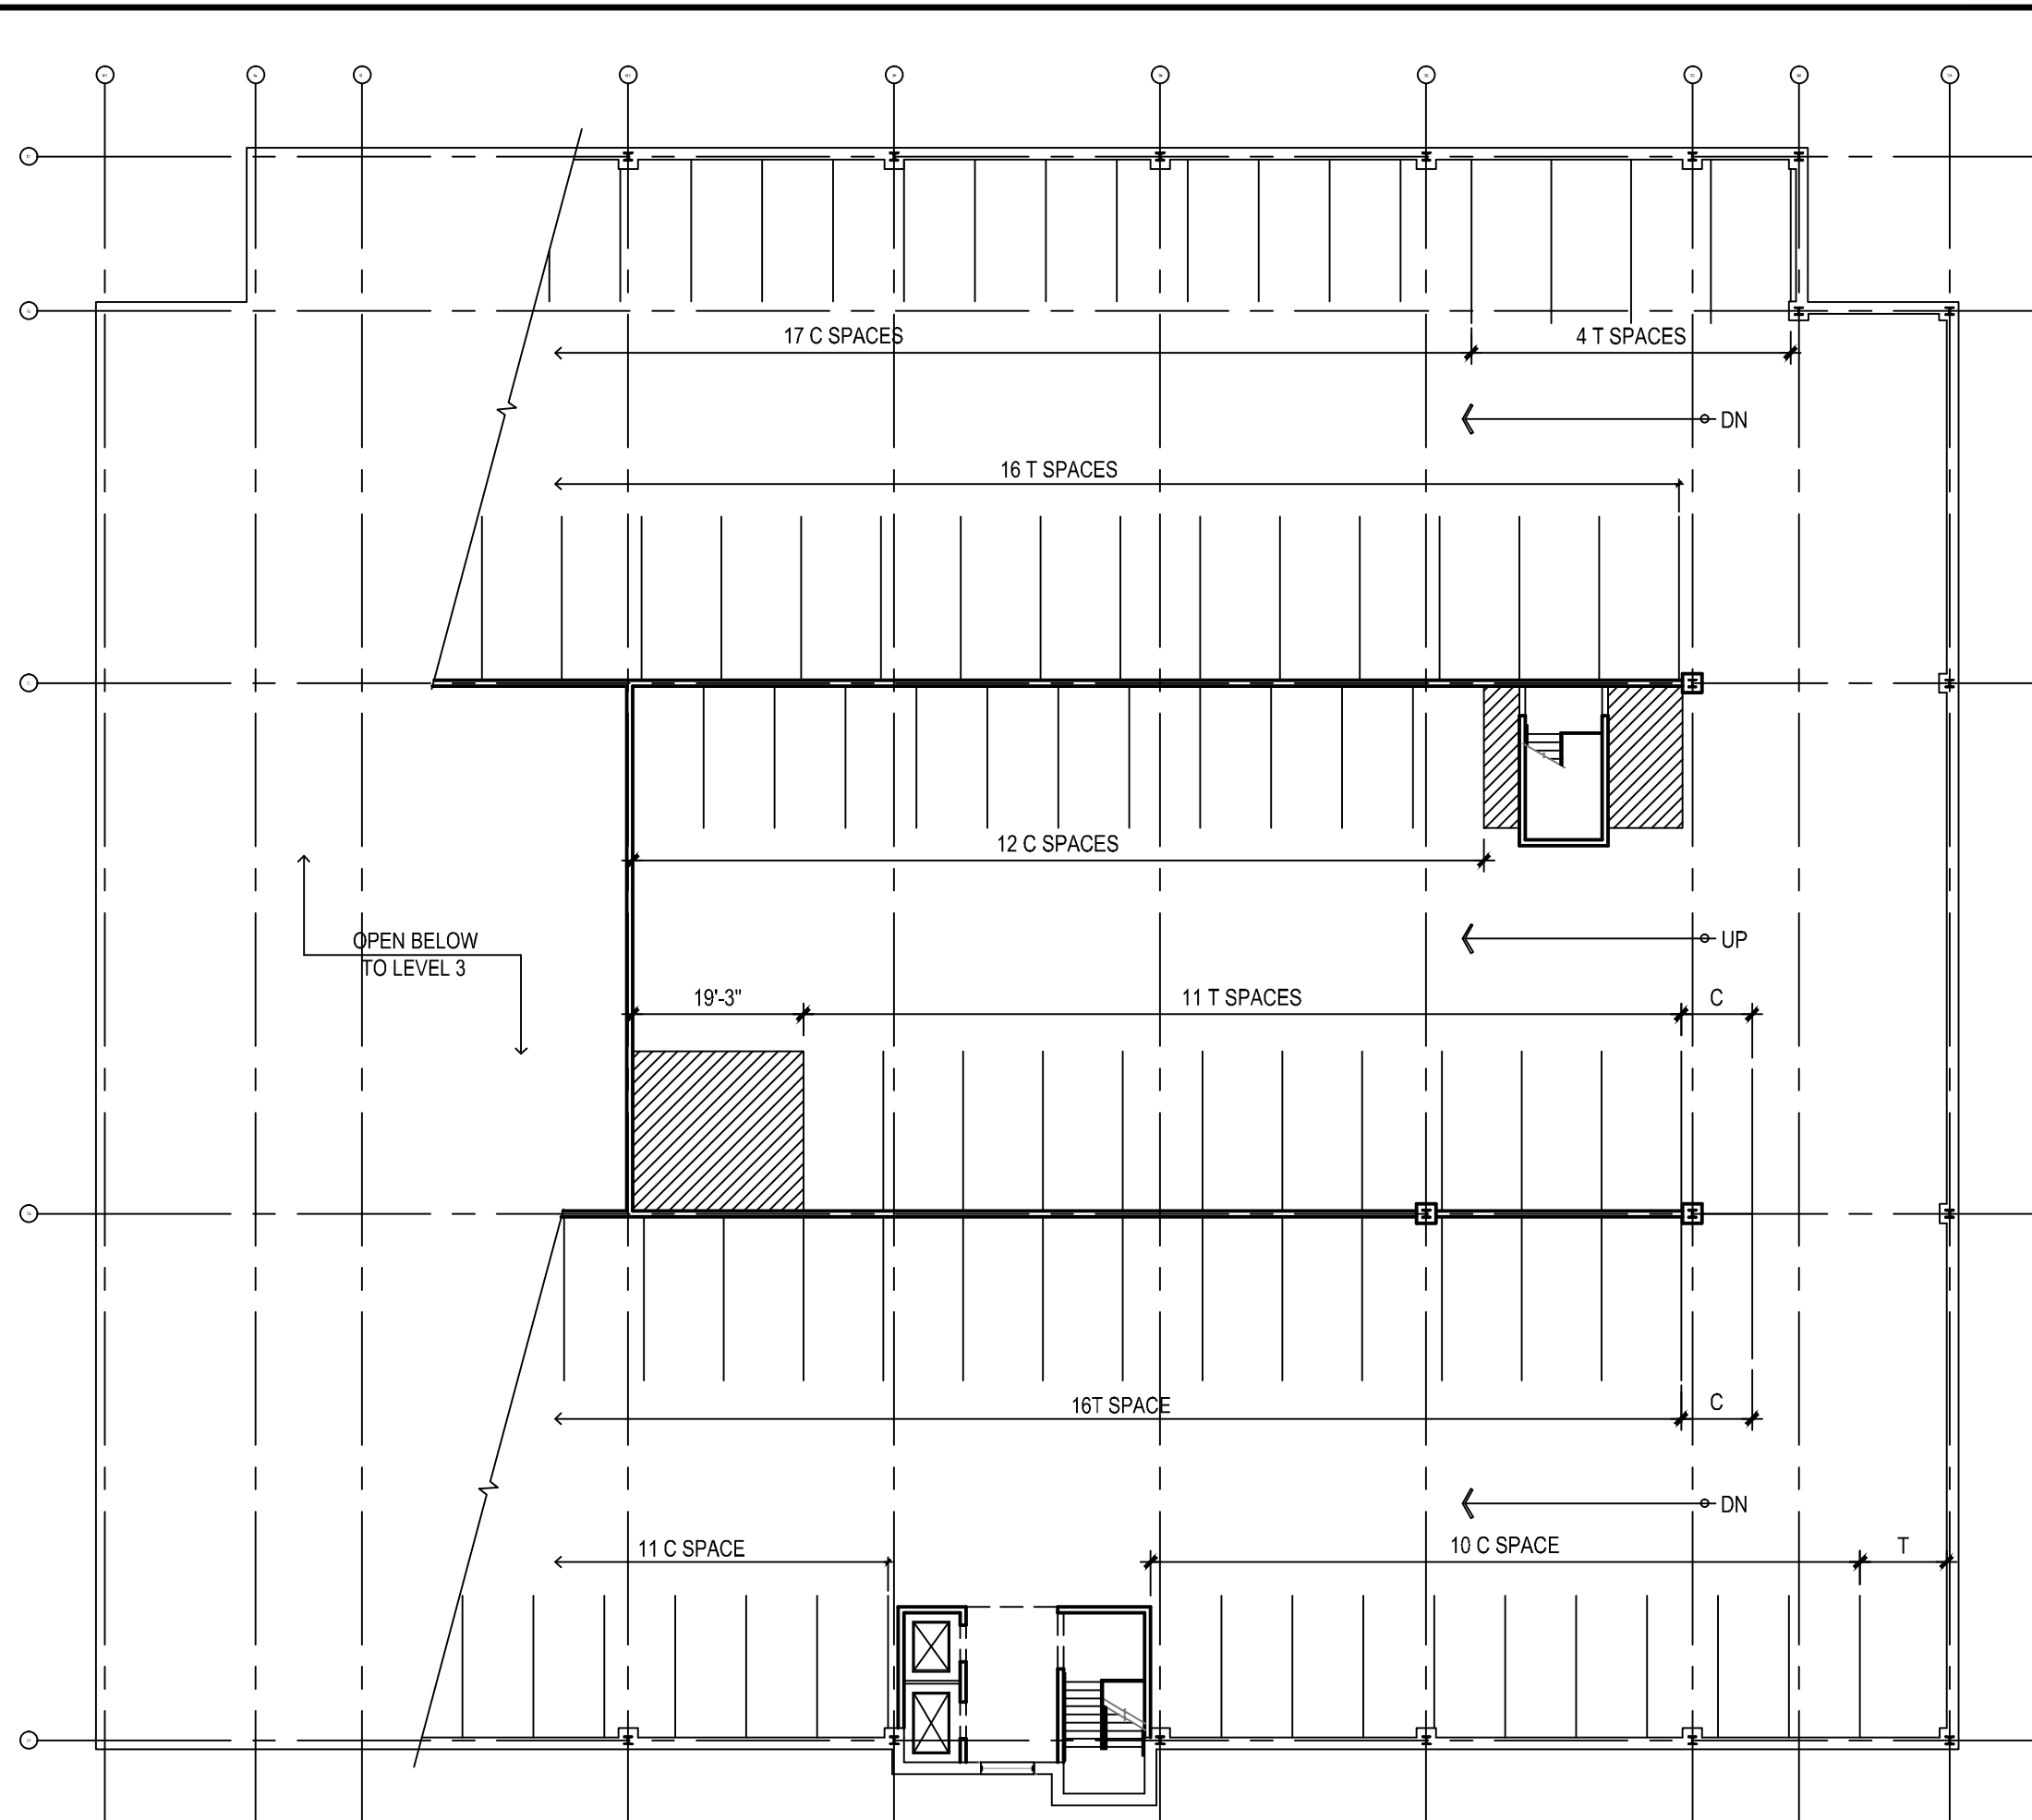 17 C SPACES
4 T SPACES
DN
16 T SPACES
12 C SPACES
OPEN BELOW
TO LEVEL 3
UP
19'-3"
11 T SPACES
C
16T SPACE
C
DN
11 C SPACE
10 C SPACE
T